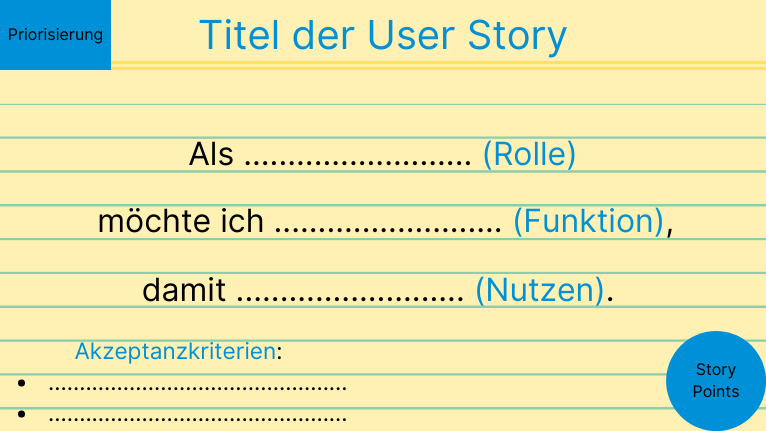 Priorisierung
Titel der User Story
Als .......................... (Rolle)
möchte ich .......................... (Funktion),
damit .......................... (Nutzen).
Akzeptanzkriterien:
• ................................................
• ................................................
Story
Points